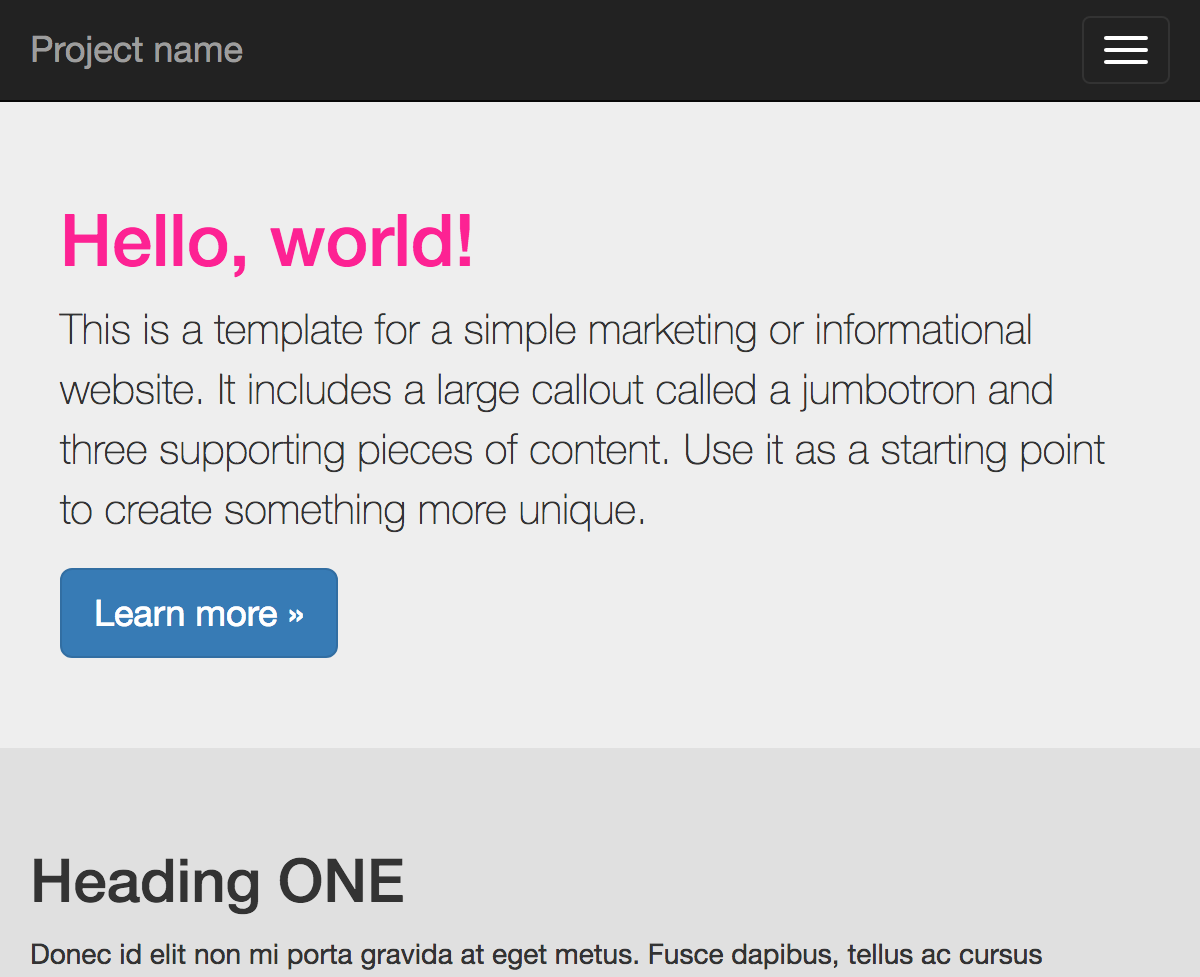 Project name
Hello, world!
This is a template for a simple marketing or informational
website. It includes a large callout called a jumbotron and
three supporting pieces of content. Use it as a starting point
to create something more unique.
Learn more »
Heading ONE
Donec id elit non mi porta gravida at eget metus. Fusce dapibus, tellus ac cursus